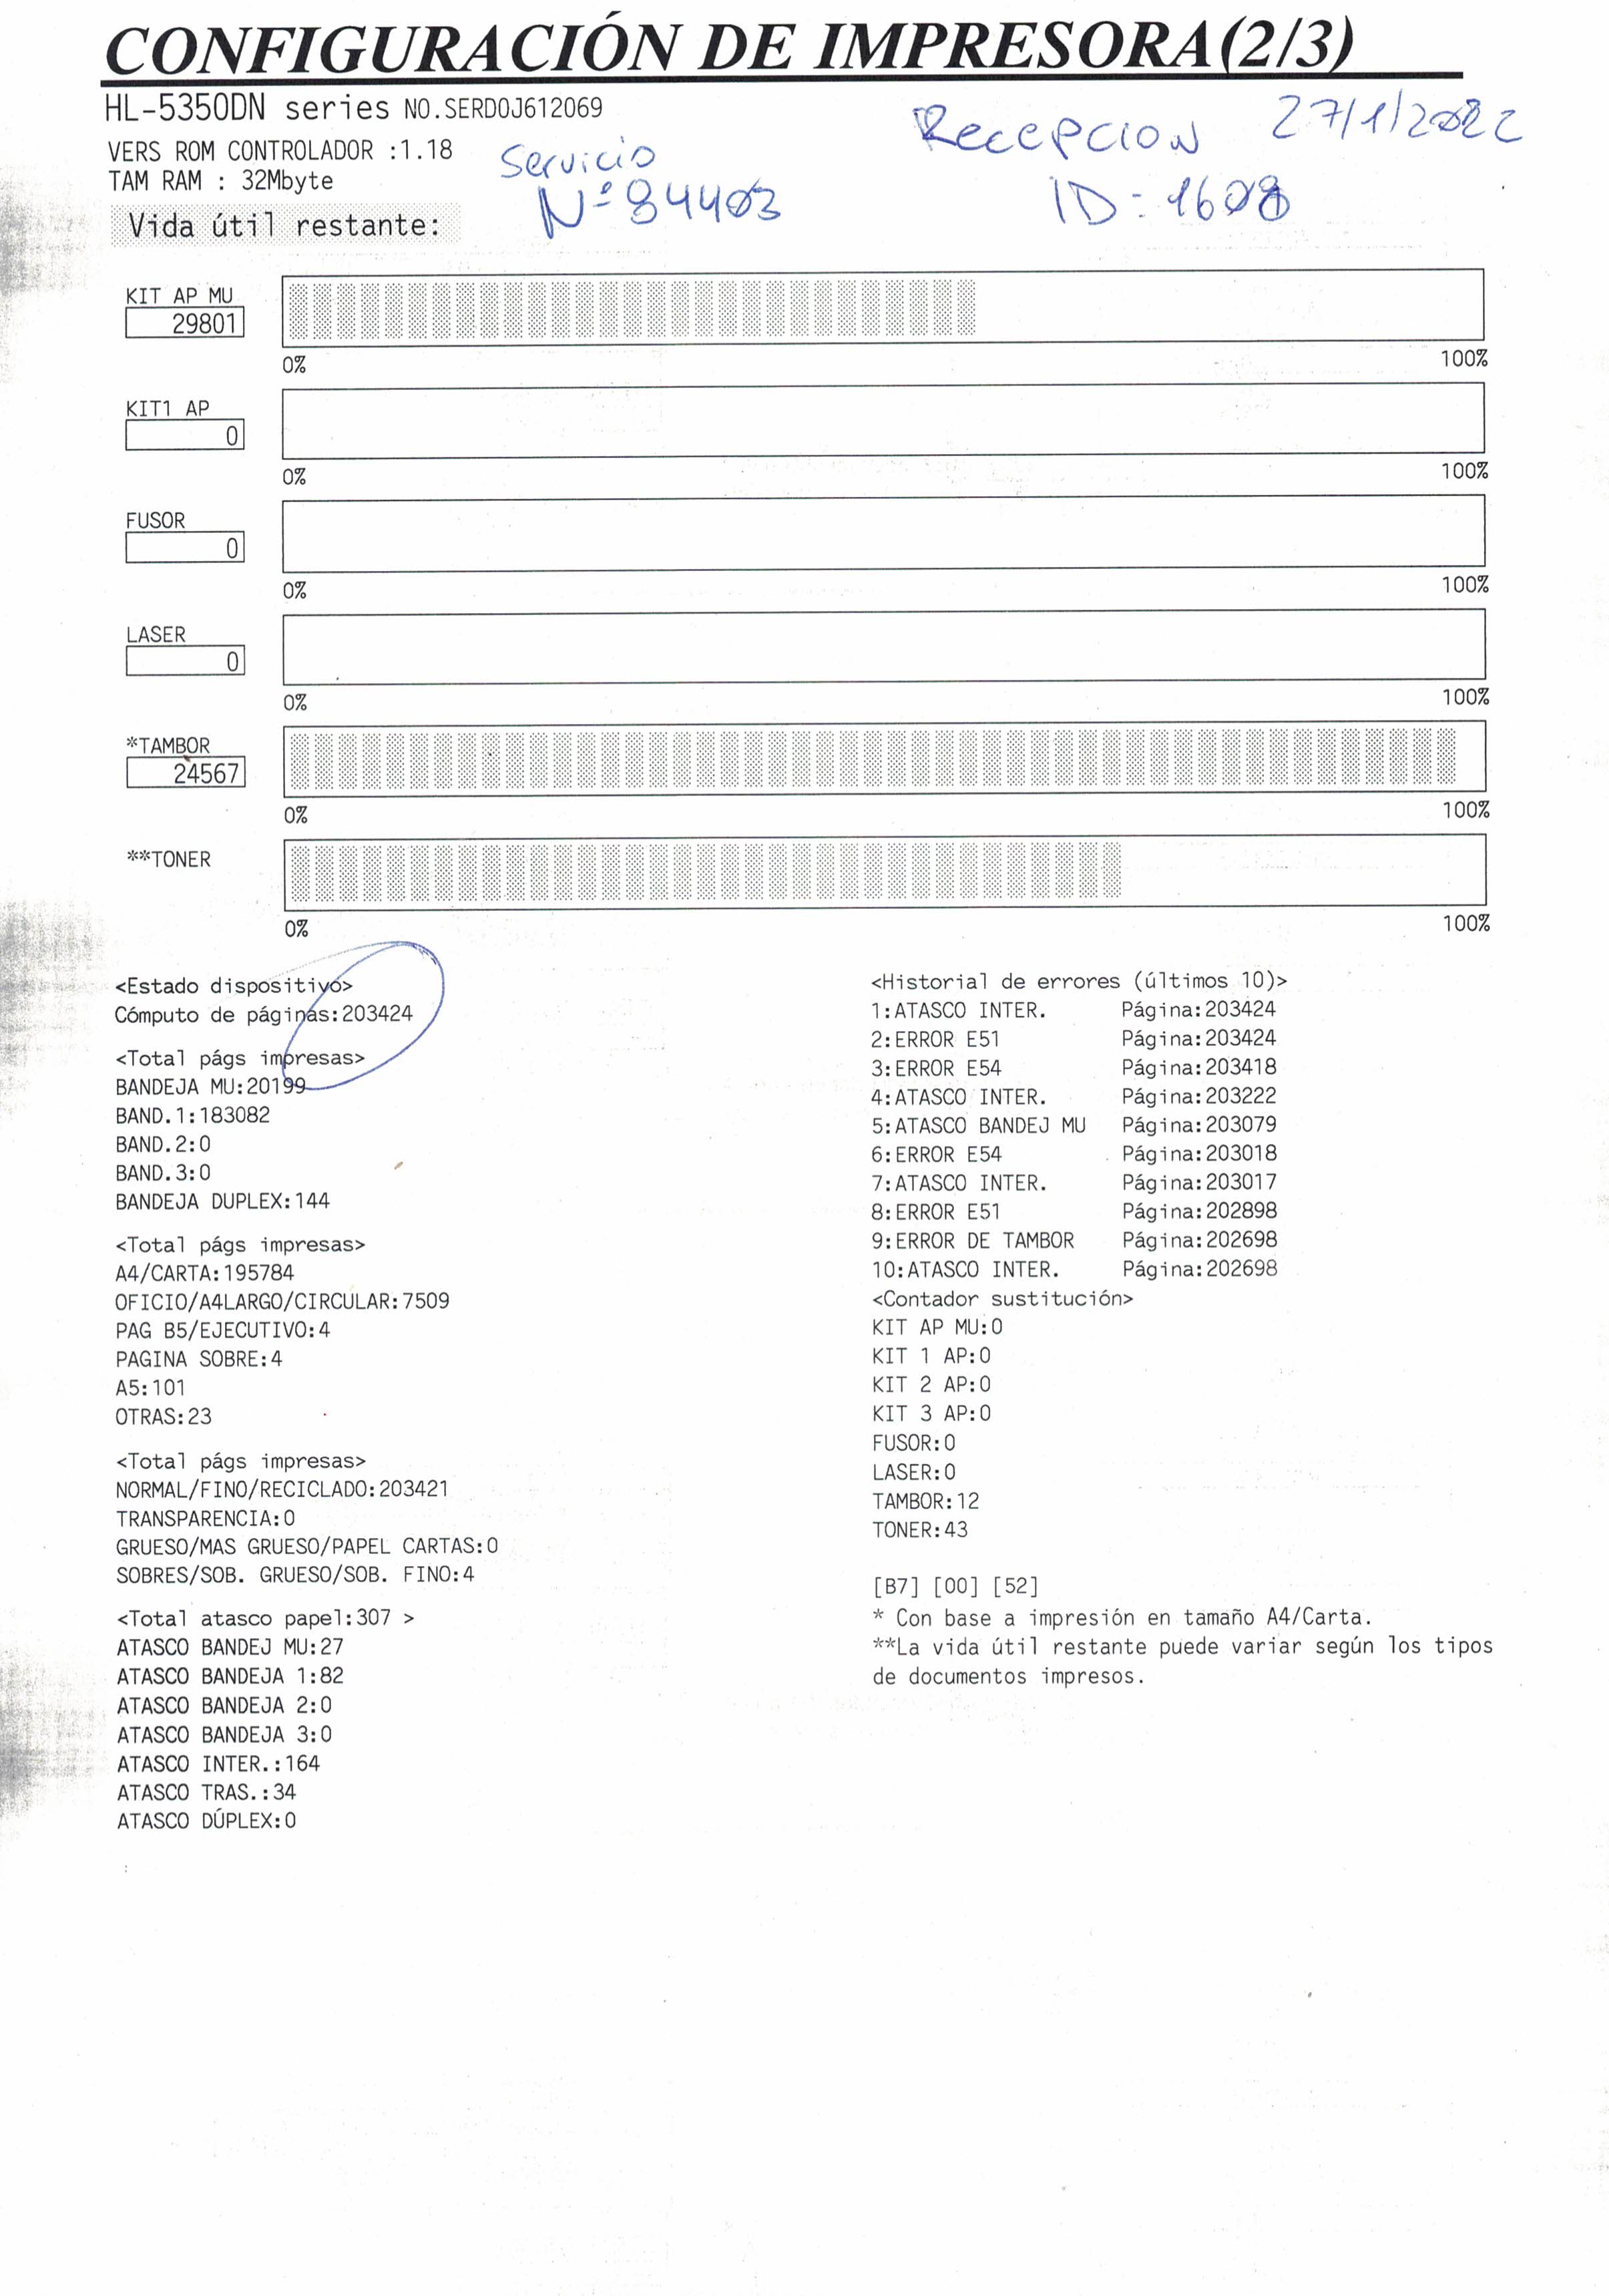 CONFIGURACIÓN DE IMPRESORA(2/3)
HL-5350DN series NO.SERD0J612069
Recepcion 27/1/2022
VERS ROM CONTROLADOR :1.18
Servicio
TAM RAM : 32Mbyte
Nº 84403
ID: 1608
Vida útil restante:
KIT AP MU
29801
0% 100%
KIT1 AP
0
0% 100%
FUSOR
0
0% 100%
LASER
0
0% 100%
*TAMBOR
24567
0% 100%
**TONER
0% 100%
<Estado dispositivo>
Cómputo de páginas:203424
<Total págs impresas>
BANDEJA MU:20199
BAND.1:183082
BAND.2:0
BAND.3:0
BANDEJA DUPLEX:144
<Total págs impresas>
A4/CARTA:195784
OFICIO/A4LARGO/CIRCULAR:7509
PAG B5/EJECUTIVO:4
PAGINA SOBRE:4
A5:101
OTRAS:23
<Total págs impresas>
NORMAL/FINO/RECICLADO:203421
TRANSPARENCIA:0
GRUESO/MAS GRUESO/PAPEL CARTAS:0
SOBRES/SOB. GRUESO/SOB. FINO:4
<Total atasco papel:307 >
ATASCO BANDEJ MU:27
ATASCO BANDEJA 1:82
ATASCO BANDEJA 2:0
ATASCO BANDEJA 3:0
ATASCO INTER.:164
ATASCO TRAS.:34
ATASCO DÚPLEX:0
<Historial de errores (últimos 10)>
1:ATASCO INTER. Página:203424
2:ERROR E51 Página:203424
3:ERROR E54 Página:203418
4:ATASCO INTER. Página:203222
5:ATASCO BANDEJ MU Página:203079
6:ERROR E54 Página:203018
7:ATASCO INTER. Página:203017
8:ERROR E51 Página:202898
9:ERROR DE TAMBOR Página:202698
10:ATASCO INTER. Página:202698
<Contador sustitución>
KIT AP MU:0
KIT 1 AP:0
KIT 2 AP:0
KIT 3 AP:0
FUSOR:0
LASER:0
TAMBOR:12
TONER:43
[B7] [00] [52]
* Con base a impresión en tamaño A4/Carta.
**La vida útil restante puede variar según los tipos
de documentos impresos.